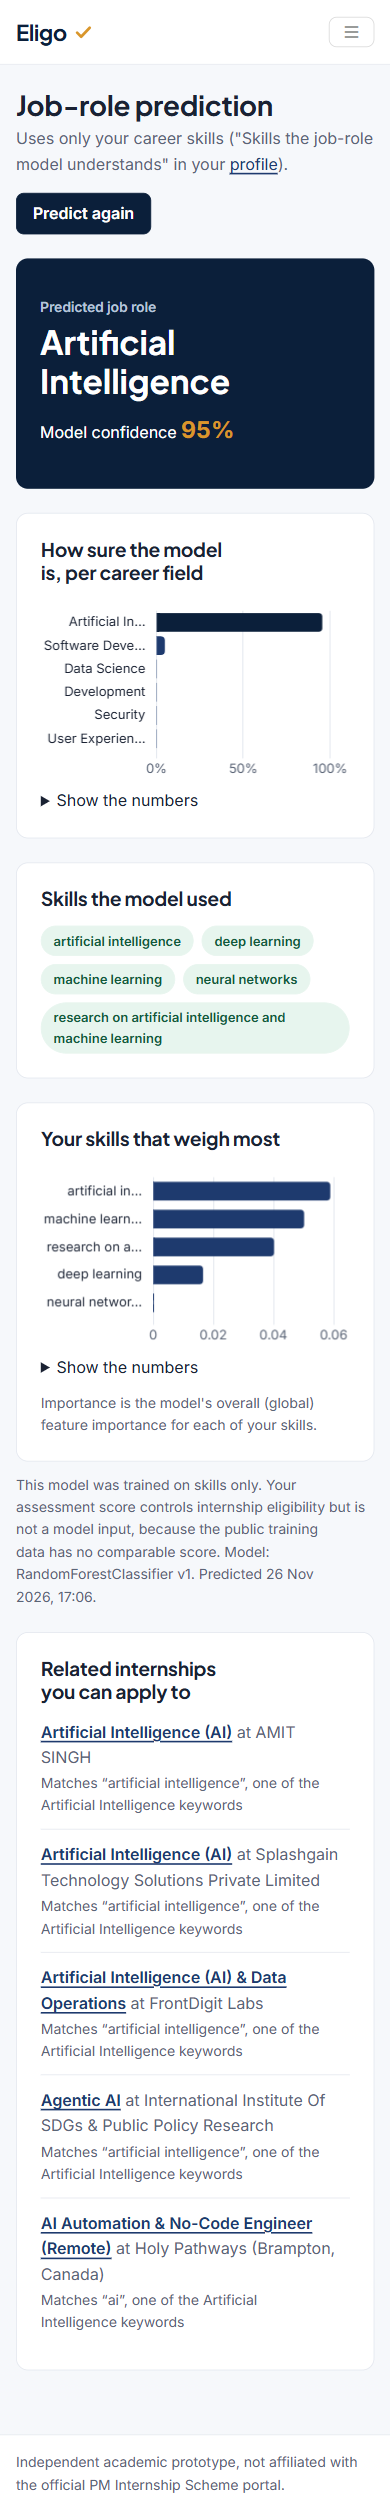 Eligo
Job-role prediction
Uses only your career skills ("Skills the job-role
model understands" in your profile).
Predict again
Predicted job role
Artificial
Intelligence
Model confidence 95%
How sure the model
is, per career field
Artificial In...
Software Deve...
Data Science
Development
Security
User Experien...
0% 50% 100%
Show the numbers
Skills the model used
artificial intelligence deep learning
machine learning neural networks
research on artificial intelligence and
machine learning
Your skills that weigh most
artificial in...
machine learn...
research on a...
deep learning
neural networ...
0 0.02 0.04 0.06
Show the numbers
Importance is the model's overall (global)
feature importance for each of your skills.
This model was trained on skills only. Your
assessment score controls internship eligibility but is
not a model input, because the public training
data has no comparable score. Model:
RandomForestClassifier v1. Predicted 26 Nov
2026, 17:06.
Related internships
you can apply to
Artificial Intelligence (AI) at AMIT
SINGH
Matches “artificial intelligence”, one of the
Artificial Intelligence keywords
Artificial Intelligence (AI) at Splashgain
Technology Solutions Private Limited
Matches “artificial intelligence”, one of the
Artificial Intelligence keywords
Artificial Intelligence (AI) & Data
Operations at FrontDigit Labs
Matches “artificial intelligence”, one of the
Artificial Intelligence keywords
Agentic AI at International Institute Of
SDGs & Public Policy Research
Matches “artificial intelligence”, one of the
Artificial Intelligence keywords
AI Automation & No-Code Engineer
(Remote) at Holy Pathways (Brampton,
Canada)
Matches “ai”, one of the Artificial
Intelligence keywords
Independent academic prototype, not affiliated with
the official PM Internship Scheme portal.